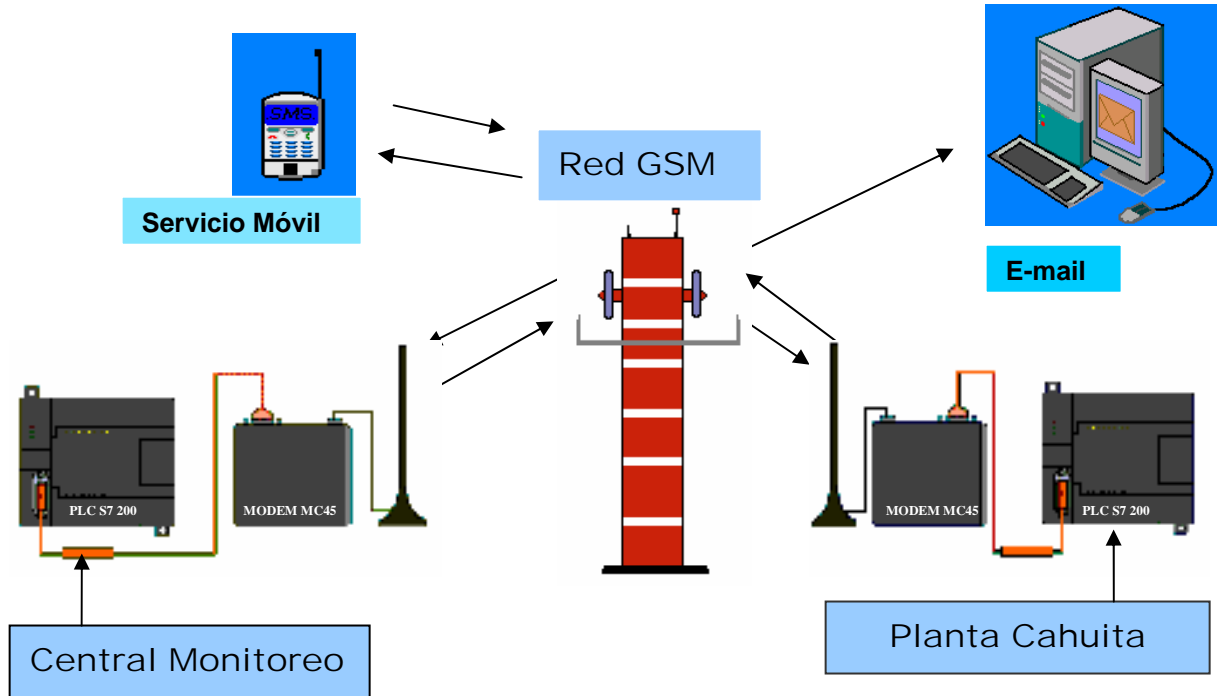 SMS
Red GSM
Servicio Móvil
E-mail
PLC S7 200
MODEM MC45
MODEM MC45
PLC S7 200
Central Monitoreo
Planta Cahuita